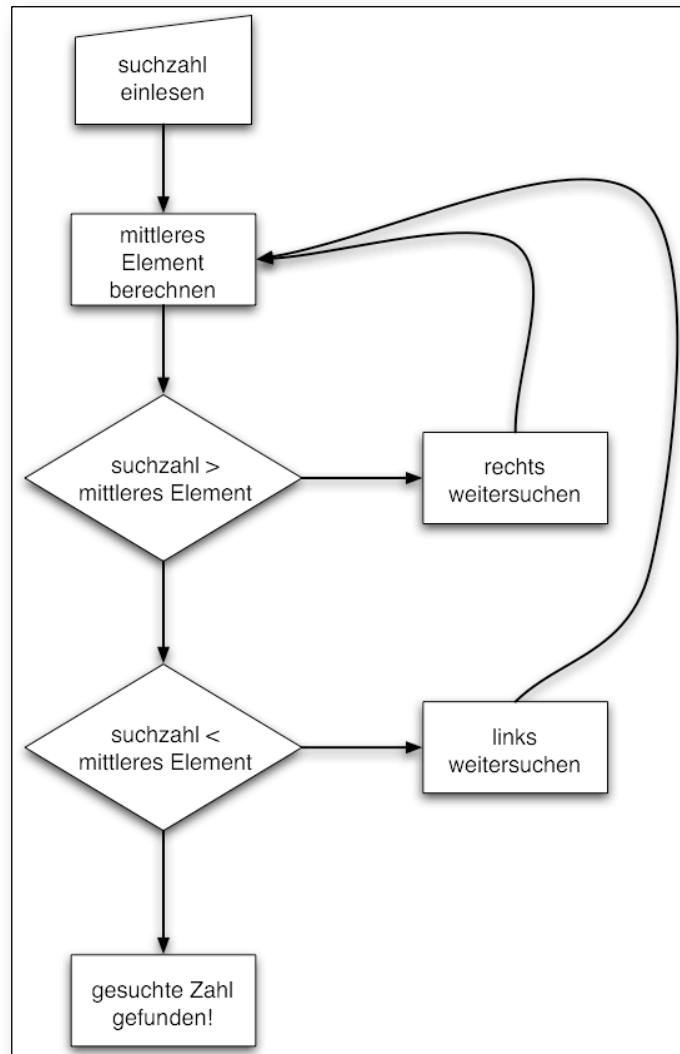 suchzahl
einlesen
mittleres
Element
berechnen
suchzahl >
mittleres Element
rechts
weitersuchen
suchzahl <
mittleres Element
links
weitersuchen
gesuchte Zahl
gefunden!